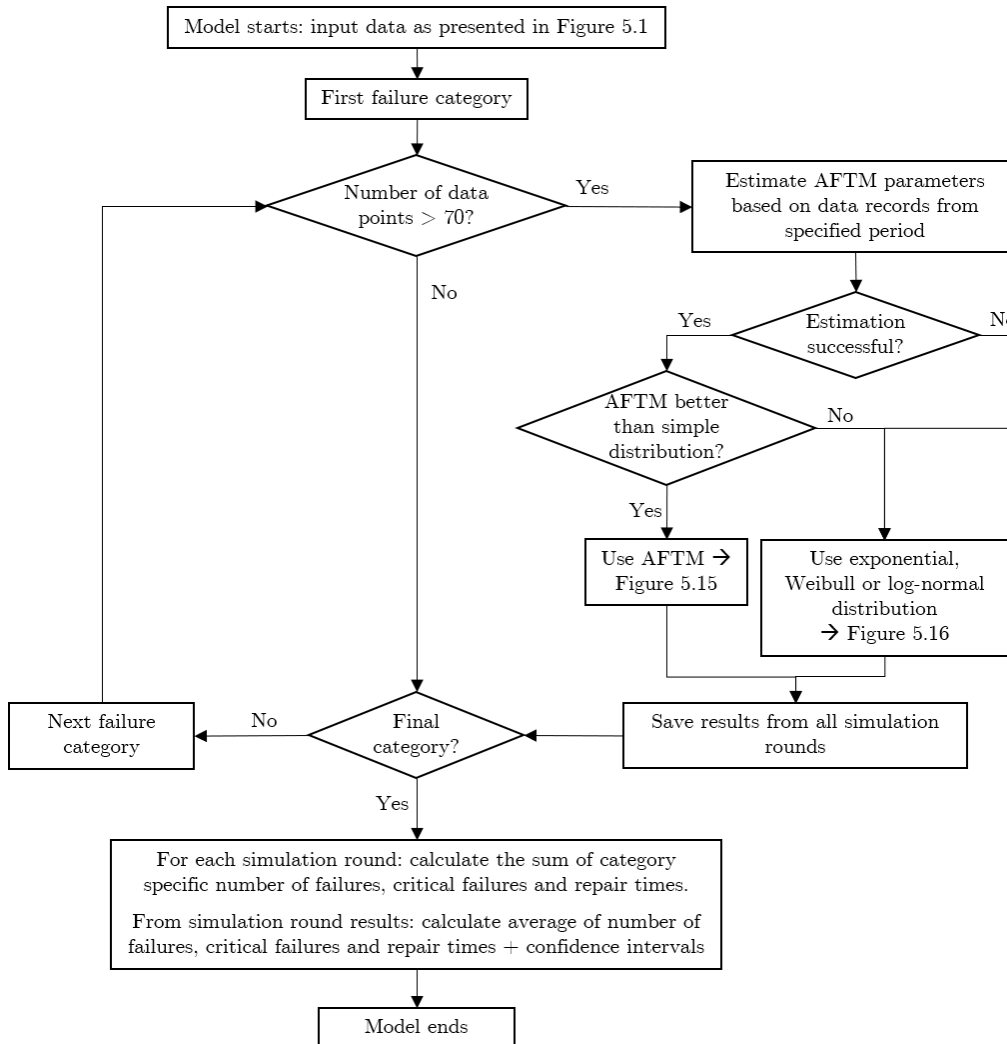 Model starts: input data as presented in Figure 5.1
First failure category
Number of data
points > 70?
Yes
Estimate AFTM parameters
based on data records from
specified period
No
Estimation
successful?
Yes
No
AFTM better
than simple
distribution?
No
Yes
Use AFTM →
Figure 5.15
Use exponential,
Weibull or log-normal
distribution
→ Figure 5.16
Save results from all simulation
rounds
Final
category?
No
Next failure
category
Yes
For each simulation round: calculate the sum of category
specific number of failures, critical failures and repair times.
From simulation round results: calculate average of number of
failures, critical failures and repair times + confidence intervals
Model ends